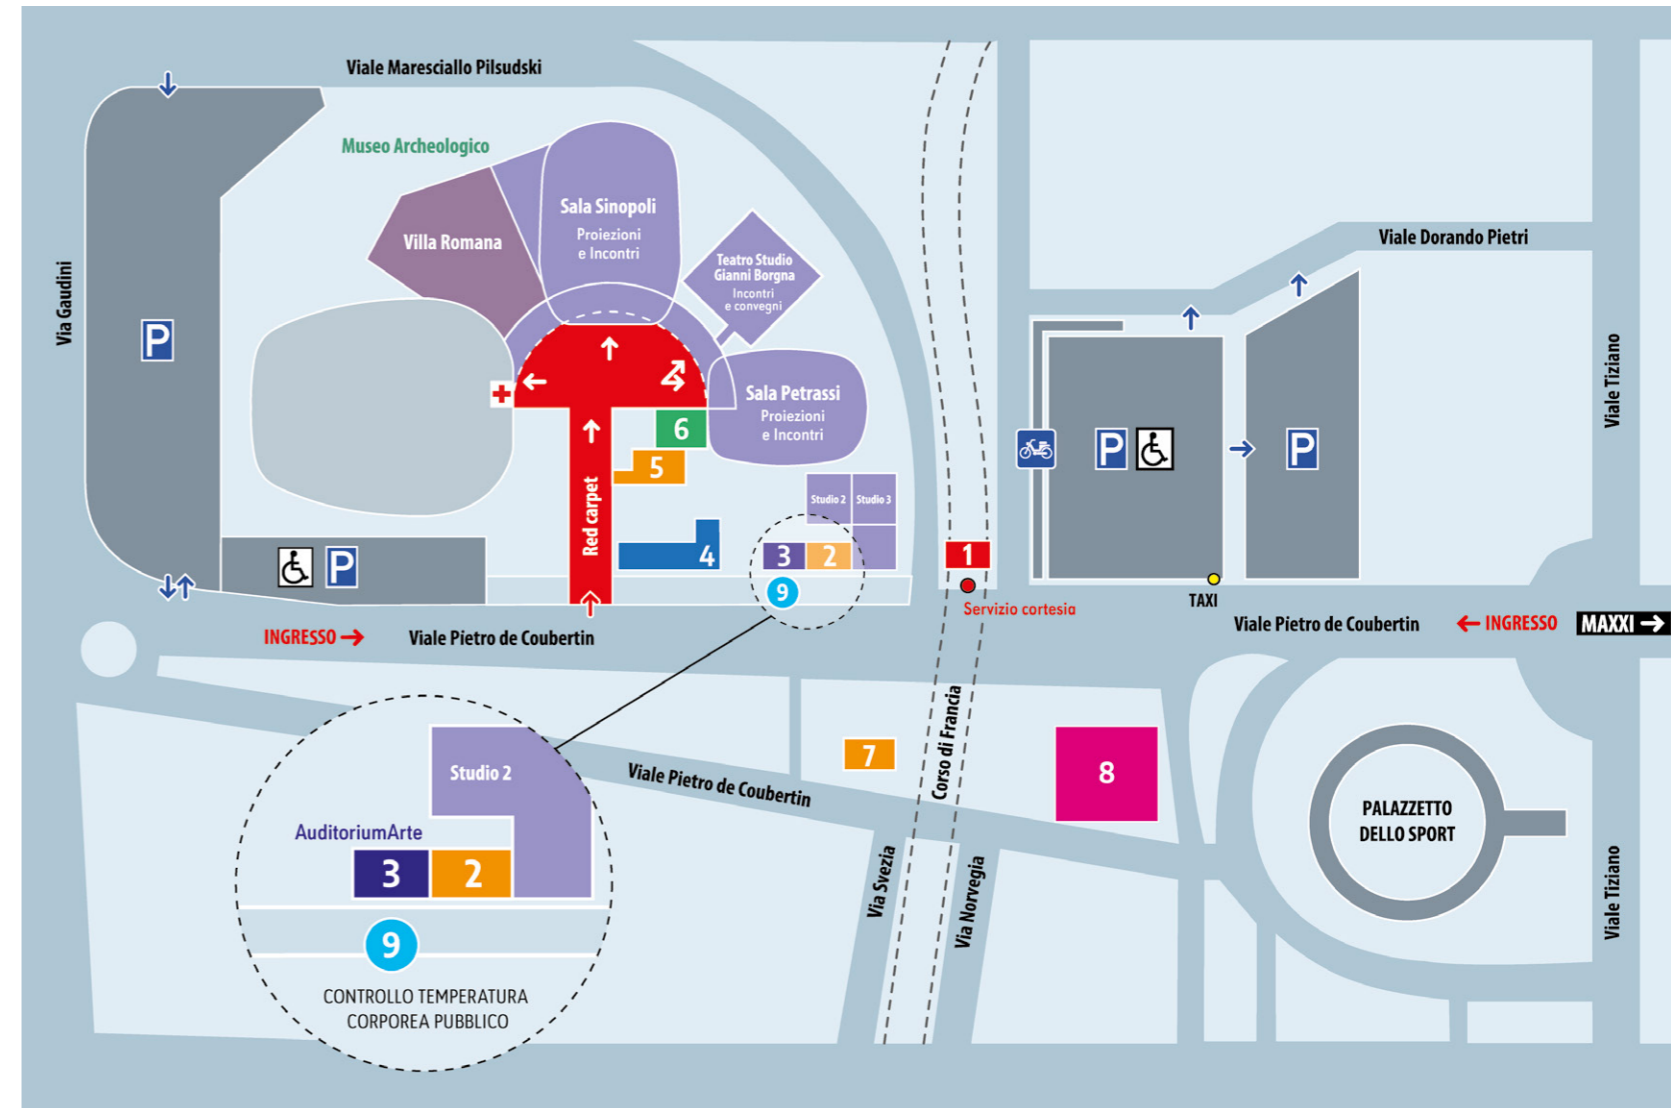 Viale Maresciallo Pilsudski
Museo Archeologico
Sala Sinopoli
Proiezioni
e Incontri
Villa Romana
Teatro Studio
Gianni Borgna
Incontri
e convegni
Viale Dorando Pietri
Via Gaudini
P
Viale Tiziano
Sala Petrassi
Proiezioni
e Incontri
6
5
P
P
Red carpet
Studio 2
Studio 3
4
3
2
1
P
9
Servizio cortesia
TAXI
INGRESSO
Viale Pietro de Coubertin
Viale Pietro de Coubertin
INGRESSO
MAXXI
Corso di Francia
7
8
Viale Pietro de Coubertin
Studio 2
PALAZZETTO
DELLO SPORT
AuditoriumArte
3
2
Via Svezia
Via Norvegia
Viale Tiziano
9
CONTROLLO TEMPERATURA
CORPOREA PUBBLICO